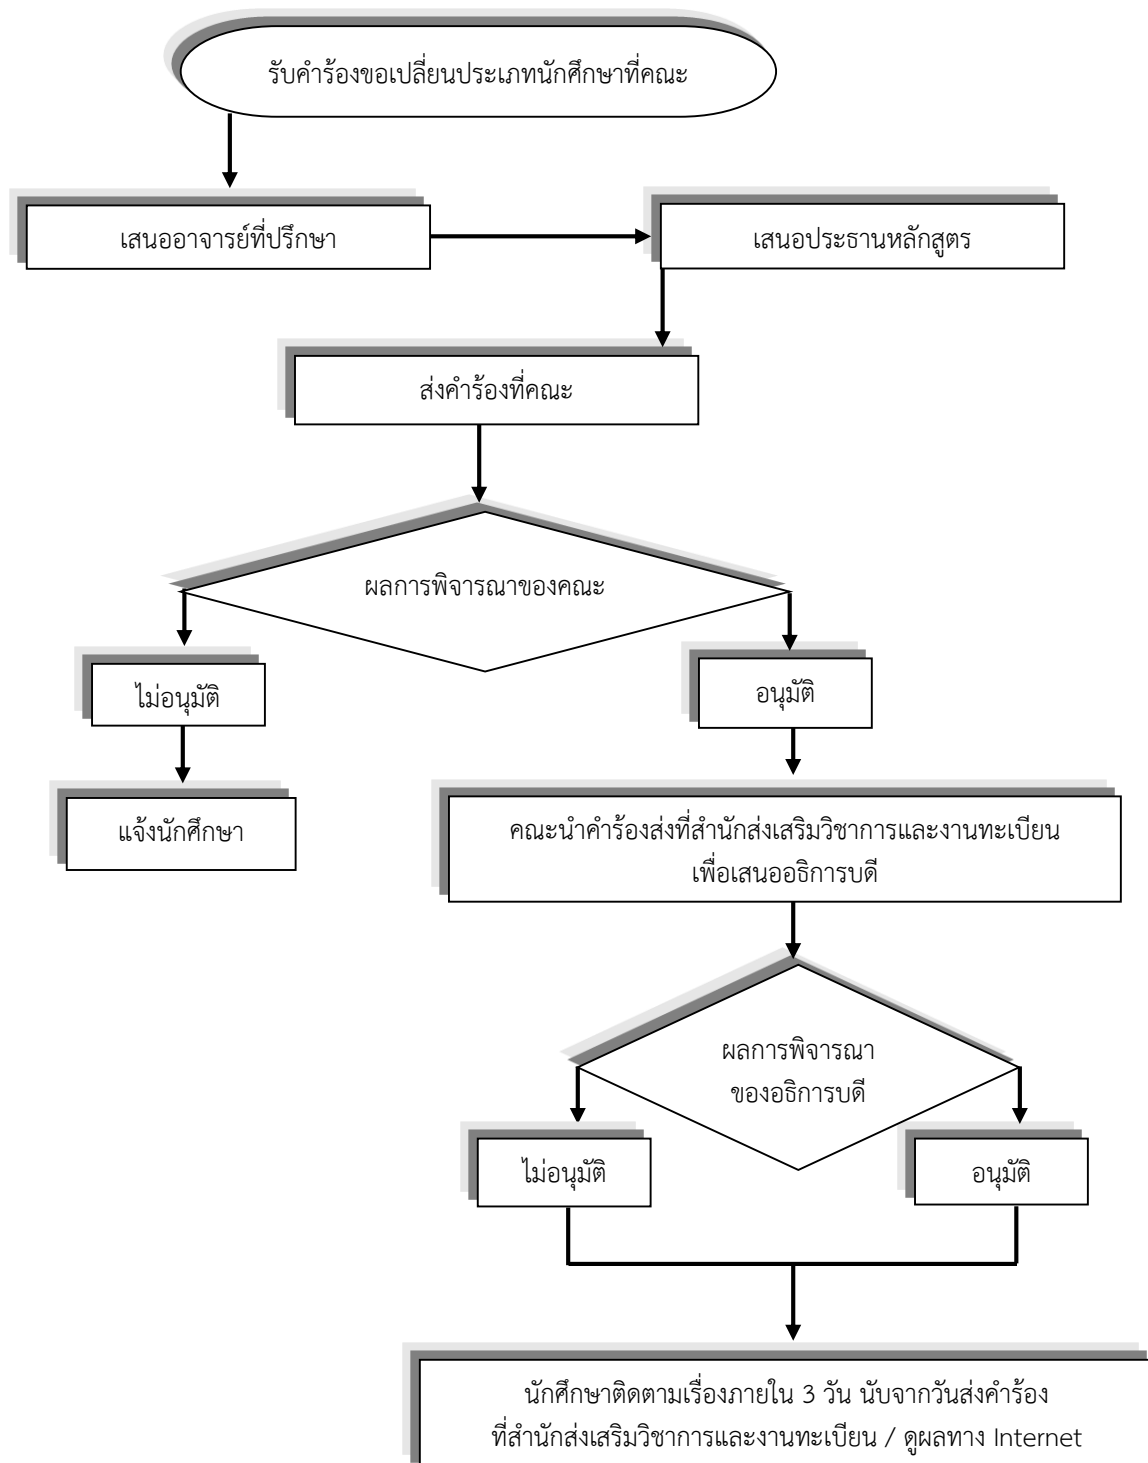 รับคำร้องขอเปลี่ยนประเภทนักศึกษาที่คณะ
เสนออาจารย์ที่ปรึกษา
เสนอประธานหลักสูตร
ส่งคำร้องที่คณะ
ผลการพิจารณาของคณะ
ไม่อนุมัติ
อนุมัติ
แจ้งนักศึกษา
คณะนำคำร้องส่งที่สำนักส่งเสริมวิชาการและงานทะเบียน
เพื่อเสนออธิการบดี
ผลการพิจารณา
ของอธิการบดี
ไม่อนุมัติ
อนุมัติ
นักศึกษาติดตามเรื่องภายใน 3 วัน นับจากวันส่งคำร้อง
ที่สำนักส่งเสริมวิชาการและงานทะเบียน / ดูผลทาง Internet